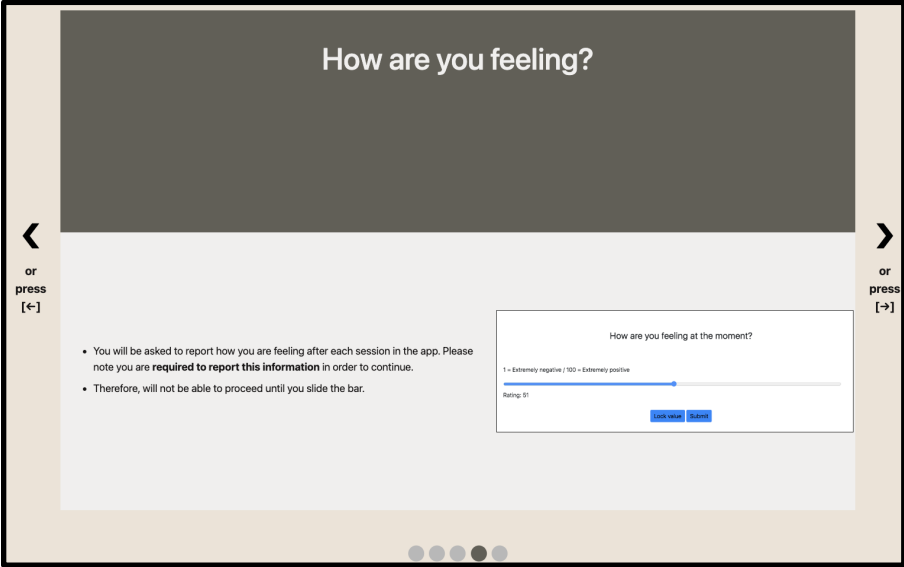 How are you feeling?
❮
or
press
[←]
❯
or
press
[→]
• You will be asked to report how you are feeling after each session in the app. Please
note you are required to report this information in order to continue.
• Therefore, will not be able to proceed until you slide the bar.
How are you feeling at the moment?
1 = Extremely negative / 100 = Extremely positive
Rating: 51
Lock value Submit